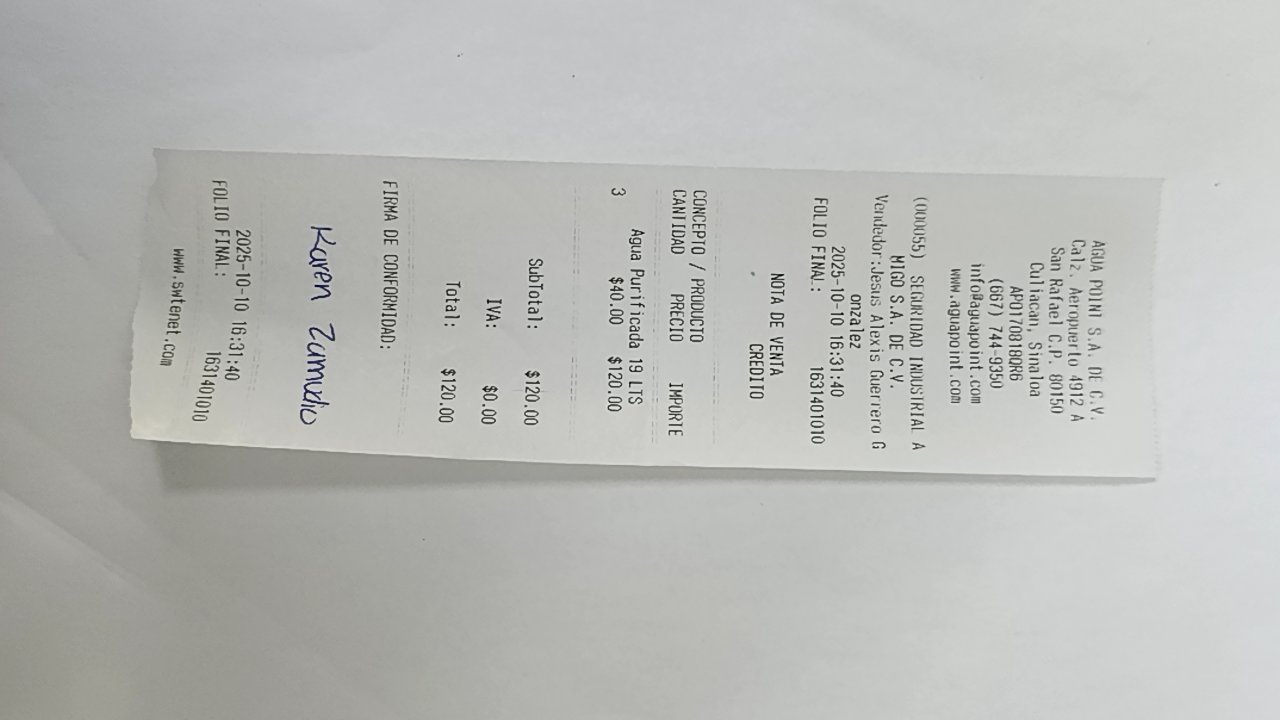 AGUA POINT S.A. DE C.V.
Calz. Aeropuerto 4912 A
San Rafael C.P. 80150
Culiacan, Sinaloa
APO170818QR6
(667) 744-9350
info@aguapoint.com
www.aguapoint.com
(000055) SEGURIDAD INDUSTRIAL A
MIGO S.A. DE C.V.
Vendedor:Jesus Alexis Guerrero G
onzalez
2025-10-10 16:31:40
FOLIO FINAL: 1631401010
NOTA DE VENTA
CREDITO
CONCEPTO / PRODUCTO
CANTIDAD PRECIO IMPORTE
Agua Purificada 19 LTS
3 $40.00 $120.00
SubTotal: $120.00
IVA: $0.00
Total: $120.00
FIRMA DE CONFORMIDAD:
Karen Zamudio
2025-10-10 16:31:40
FOLIO FINAL: 1631401010
www.swtenet.com